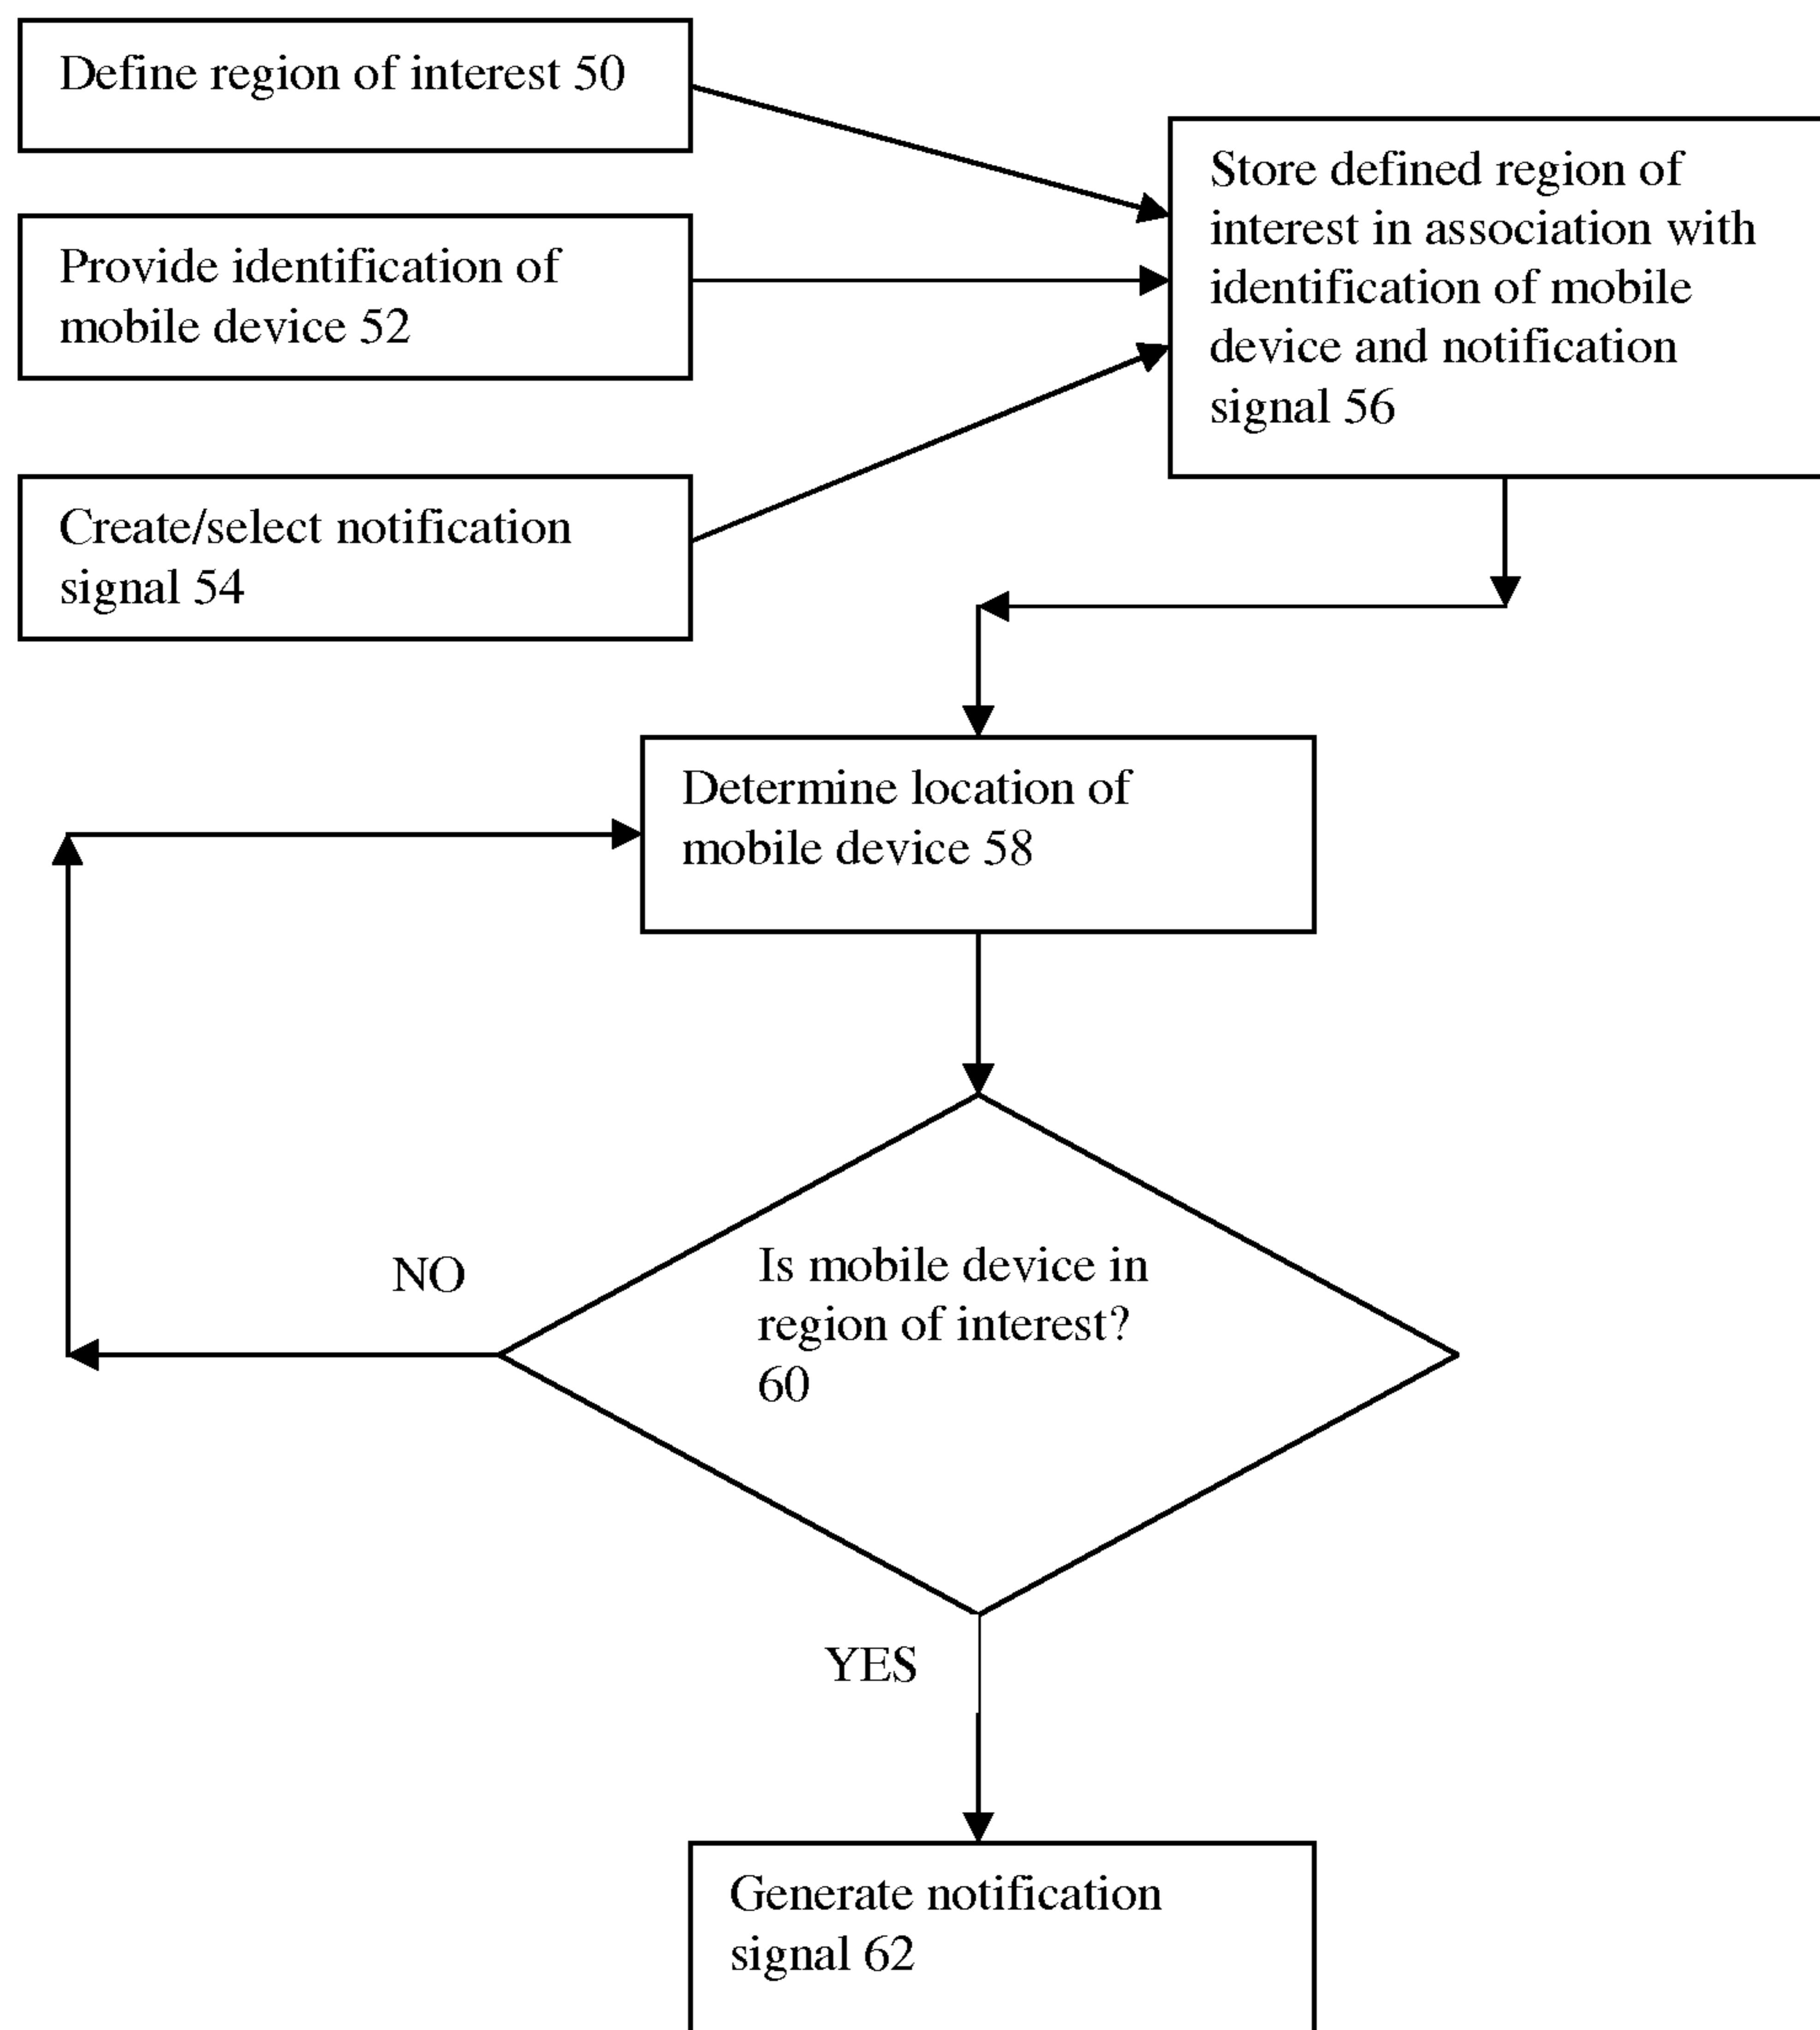 Define region of interest 50
Provide identification of
mobile device 52
Create/select notification
signal 54
Store defined region of
interest in association with
identification of mobile
device and notification
signal 56
Determine location of
mobile device 58
Is mobile device in
region of interest?
60
NO
YES
Generate notification
signal 62